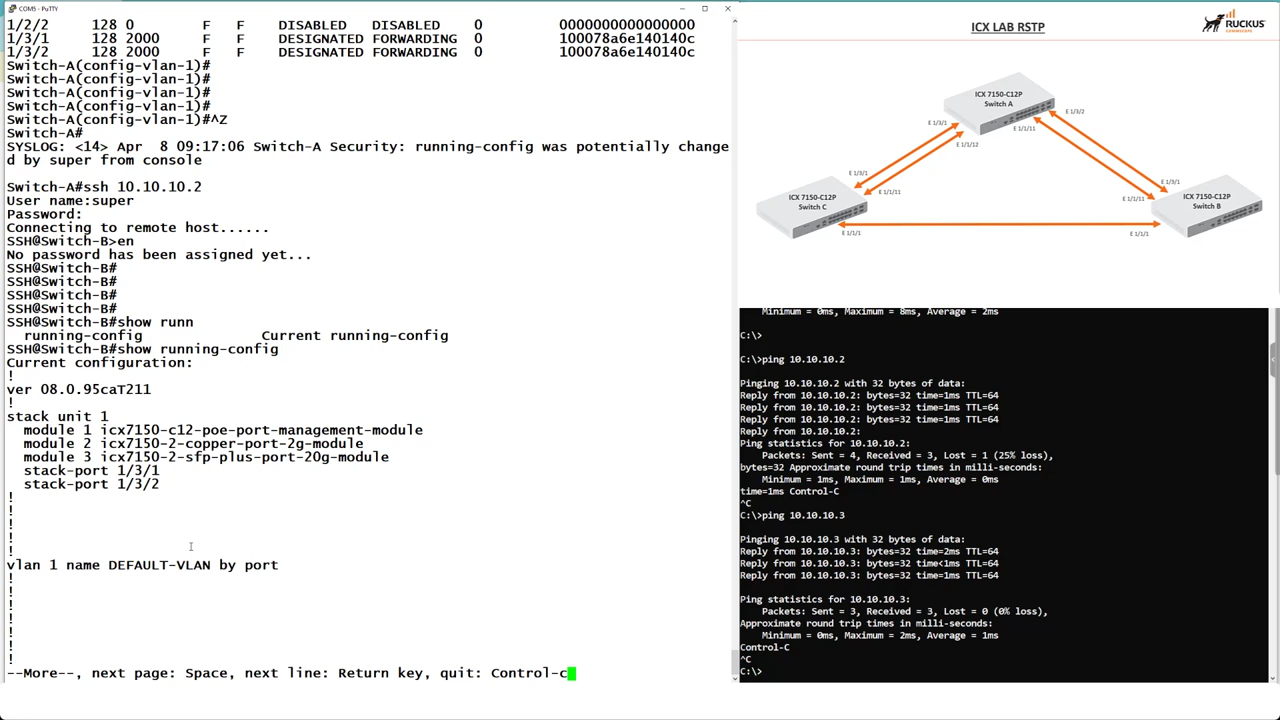 COM5 - PuTTY
1/2/2 128 0 F F DISABLED DISABLED 0 0000000000000000
1/3/1 128 2000 F F DESIGNATED FORWARDING 0 100078a6e140140c
1/3/2 128 2000 F F DESIGNATED FORWARDING 0 100078a6e140140c
Switch-A(config-vlan-1)#
Switch-A(config-vlan-1)#
Switch-A(config-vlan-1)#
Switch-A(config-vlan-1)#
Switch-A(config-vlan-1)#^Z
Switch-A#
SYSLOG: <14> Apr  8 09:17:06 Switch-A Security: running-config was potentially change
d by super from console
Switch-A#ssh 10.10.10.2
User name:super
Password:
Connecting to remote host......
SSH@Switch-B>en
No password has been assigned yet...
SSH@Switch-B#
SSH@Switch-B#
SSH@Switch-B#
SSH@Switch-B#
SSH@Switch-B#show runn
running-config Current running-config
SSH@Switch-B#show running-config
Current configuration:
!
ver 08.0.95caT211
!
stack unit 1
module 1 icx7150-c12-poe-port-management-module
module 2 icx7150-2-copper-port-2g-module
module 3 icx7150-2-sfp-plus-port-20g-module
stack-port 1/3/1
stack-port 1/3/2
!
!
!
!
!
vlan 1 name DEFAULT-VLAN by port
!
!
!
!
!
!
!
--More--, next page: Space, next line: Return key, quit: Control-c
ICX LAB RSTP
RUCKUS
COMMSCOPE
ICX 7150-C12P
Switch A
E 1/3/1
E 1/1/12
E 1/1/11
E 1/3/2
ICX 7150-C12P
Switch C
E 1/3/1
E 1/1/11
E 1/1/1
ICX 7150-C12P
Switch B
E 1/3/1
E 1/1/11
E 1/1/1
Minimum = 0ms, Maximum = 8ms, Average = 2ms
C:\>
C:\>ping 10.10.10.2
Pinging 10.10.10.2 with 32 bytes of data:
Reply from 10.10.10.2: bytes=32 time=1ms TTL=64
Reply from 10.10.10.2: bytes=32 time=1ms TTL=64
Reply from 10.10.10.2: bytes=32 time=1ms TTL=64
Reply from 10.10.10.2:
Ping statistics for 10.10.10.2:
Packets: Sent = 4, Received = 3, Lost = 1 (25% loss),
bytes=32 Approximate round trip times in milli-seconds:
Minimum = 1ms, Maximum = 1ms, Average = 0ms
time=1ms Control-C
^C
C:\>ping 10.10.10.3
Pinging 10.10.10.3 with 32 bytes of data:
Reply from 10.10.10.3: bytes=32 time=2ms TTL=64
Reply from 10.10.10.3: bytes=32 time<1ms TTL=64
Reply from 10.10.10.3: bytes=32 time=1ms TTL=64
Ping statistics for 10.10.10.3:
Packets: Sent = 3, Received = 3, Lost = 0 (0% loss),
Approximate round trip times in milli-seconds:
Minimum = 0ms, Maximum = 2ms, Average = 1ms
Control-C
^C
C:\>